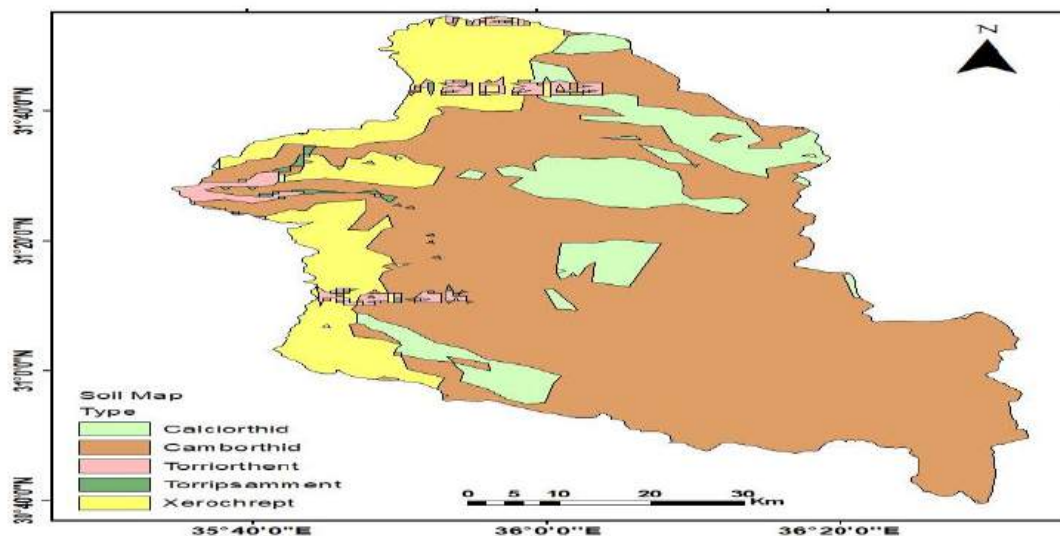 N
31°40'0"N
31°20'0"N
31°0'0"N
30°40'0"N
Soil Map
Type
Calciorthid
Camborthid
Torriorthent
Torripsamment
Xerochrept
0 5 10 20 30
Km
35°40'0"E 36°0'0"E 36°20'0"E